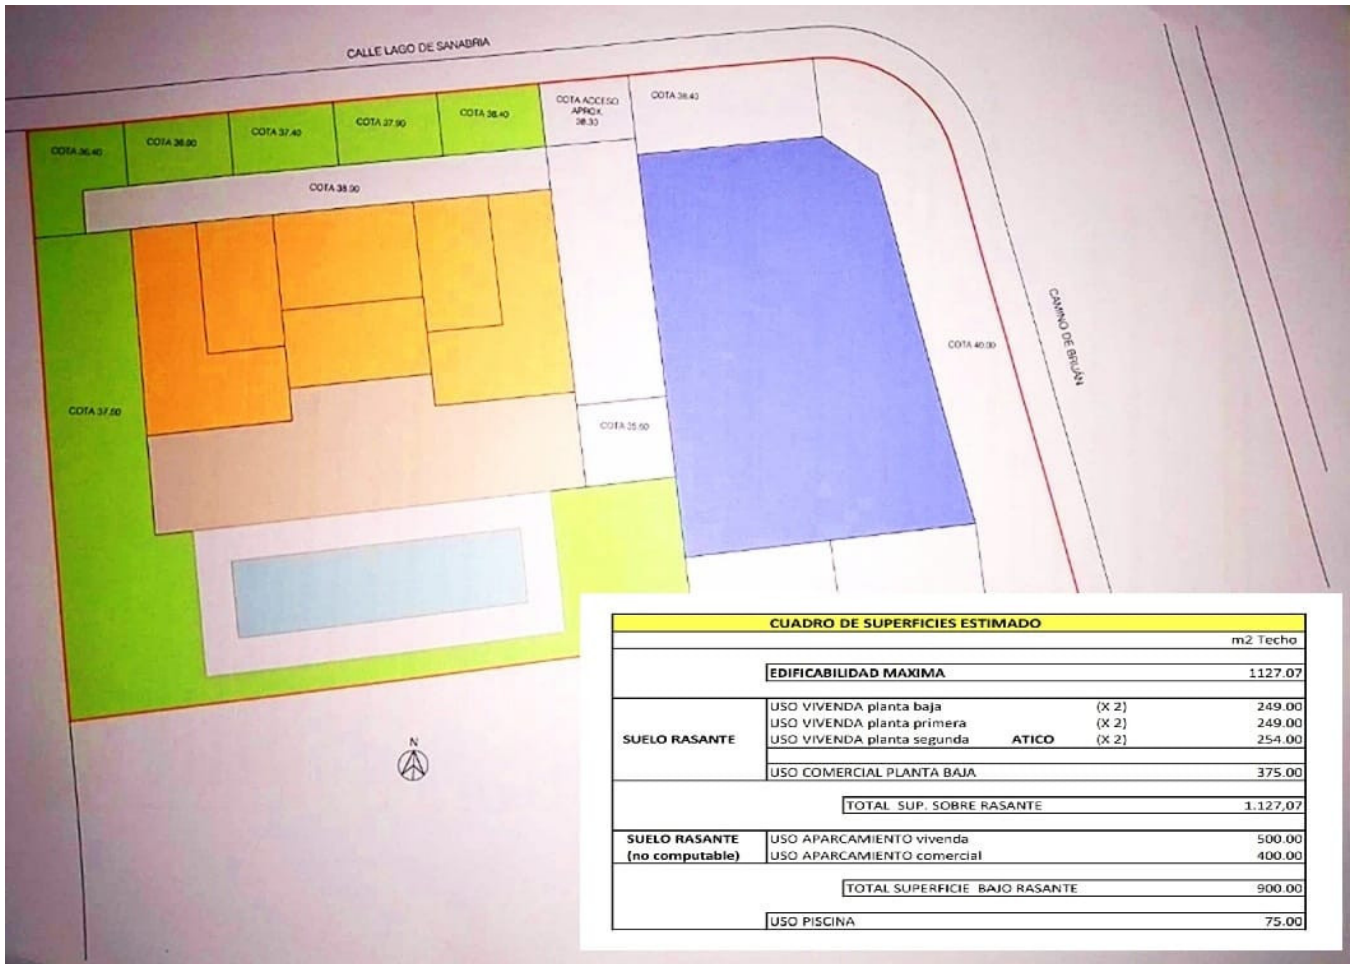 CALLE LAGO DE SANABRIA
COTA 36.40
COTA 36.90
COTA 37.40
COTA 37.90
COTA 38.40
COTA ACCESO
APROX.
38.30
COTA 38.40
COTA 38.90
COTA 37.50
COTA 35.50
COTA 40.00
CAMINO DE BRUÁN
N
CUADRO DE SUPERFICIES ESTIMADO
m2 Techo
EDIFICABILIDAD MAXIMA 1127.07
USO VIVENDA planta baja (X 2) 249.00
USO VIVENDA planta primera (X 2) 249.00
SUELO RASANTE USO VIVENDA planta segunda ATICO (X 2) 254.00
USO COMERCIAL PLANTA BAJA 375.00
TOTAL SUP. SOBRE RASANTE 1.127,07
SUELO RASANTE USO APARCAMIENTO vivenda 500.00
(no computable) USO APARCAMIENTO comercial 400.00
TOTAL SUPERFICIE BAJO RASANTE 900.00
USO PISCINA 75.00